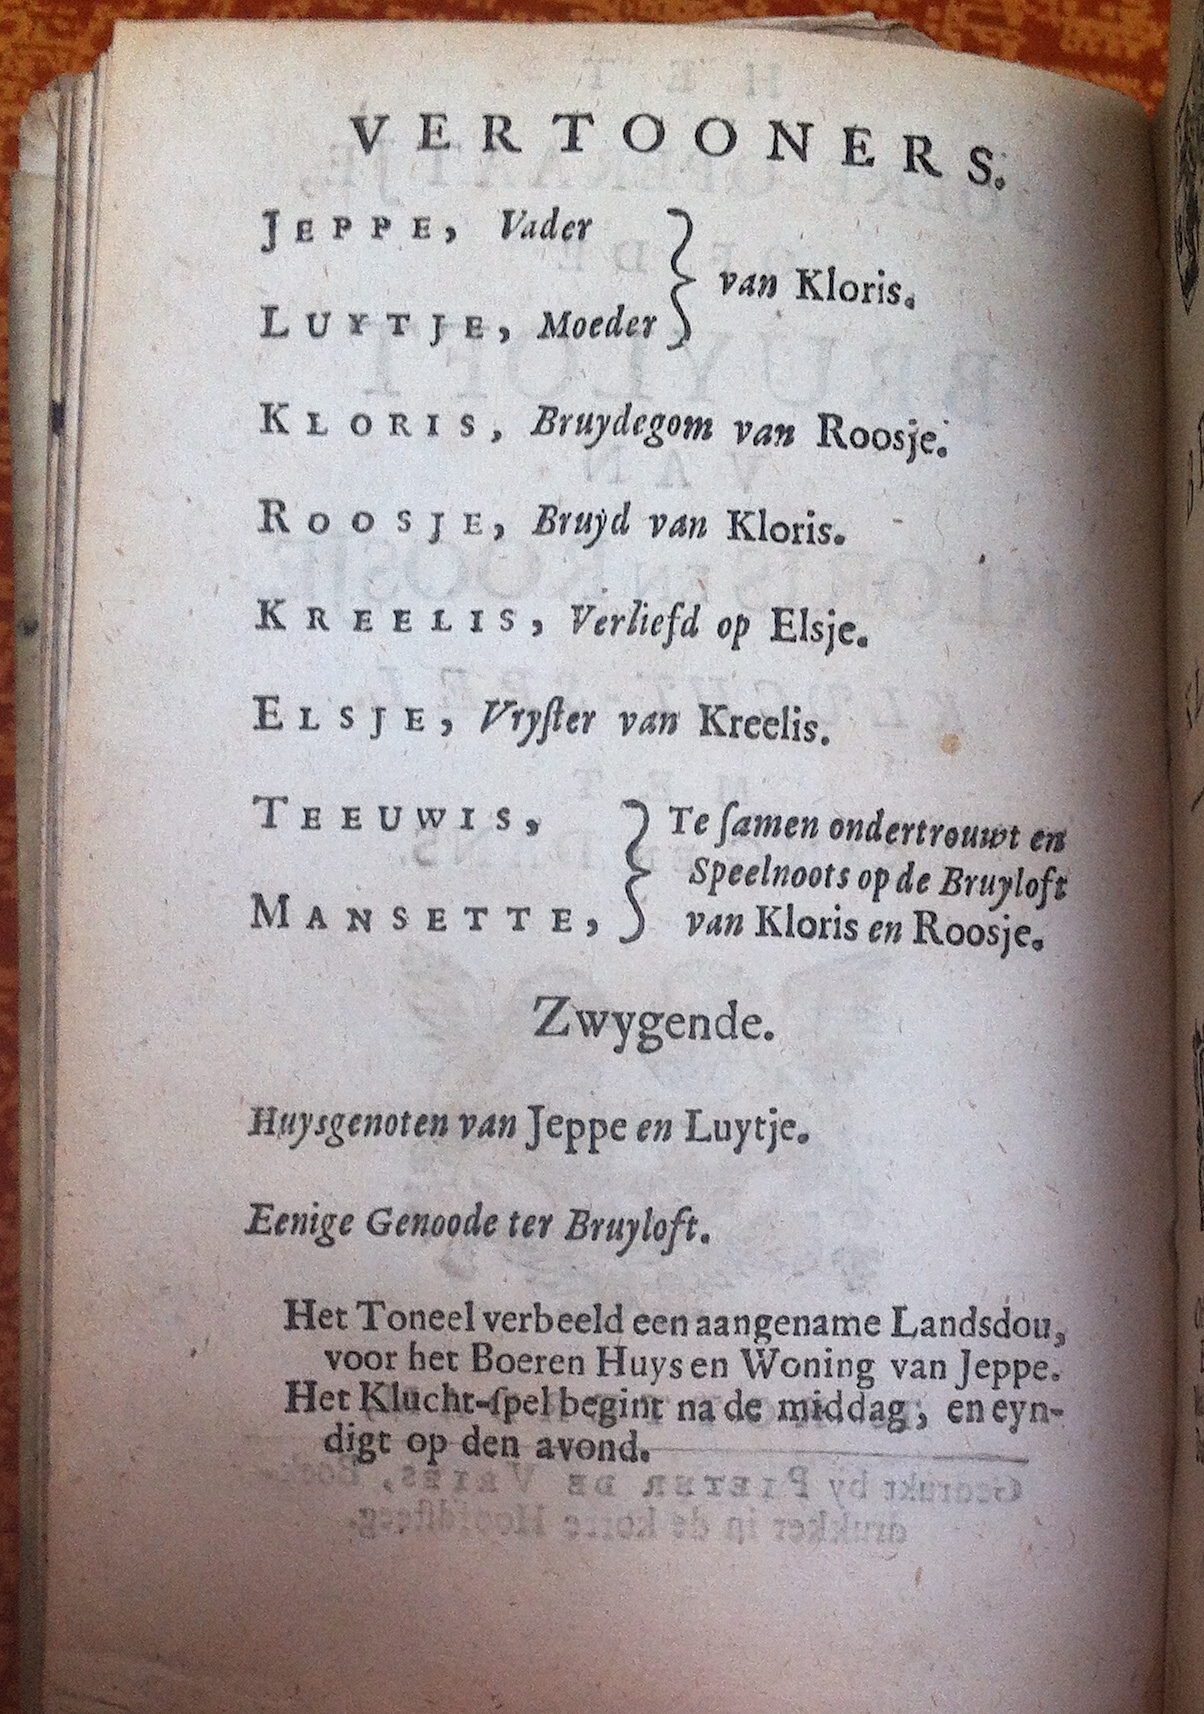 VERTOONERS.
JEPPE, Vader
van Kloris.
LUYTJE, Moeder
KLORIS, Bruydegom van Roosje.
ROOSJE, Bruyd van Kloris.
KREELIS, Verliefd op Elsje.
ELSJE, Vryſter van Kreelis.
TEEUWIS,
MANSETTE,
Te ſamen ondertrouwt en
Speelnoots op de Bruyloft
van Kloris en Roosje.
Zwygende.
Huysgenoten van Jeppe en Luytje.
Eenige Genoode ter Bruyloft.
Het Toneel verbeeld een aangename Landsdou,
voor het Boeren Huys en Woning van Jeppe.
Het Klucht-ſpel begint na de middag, en eyn-
digt op den avond.